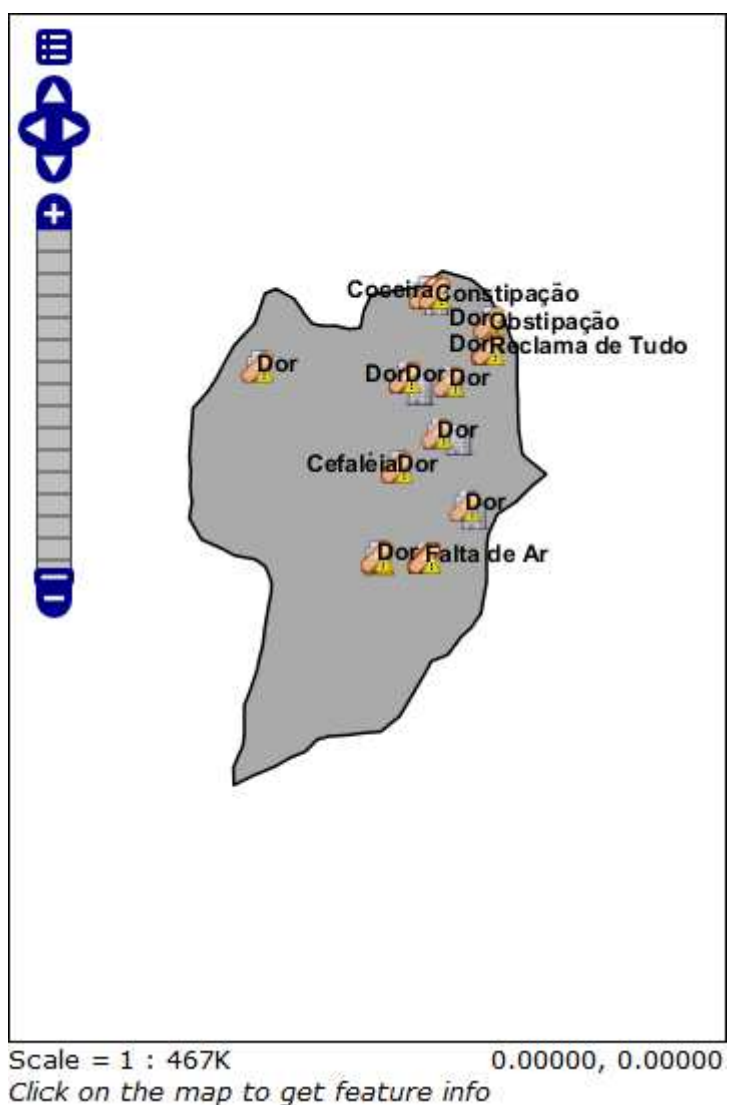 Coceira Constipação
Dor Obstipação
Dor Reclama de Tudo
Dor
Dor Dor Dor
Dor
Cefaléia Dor
Dor
Dor Falta de Ar
Scale = 1 : 467K 0.00000, 0.00000
Click on the map to get feature info